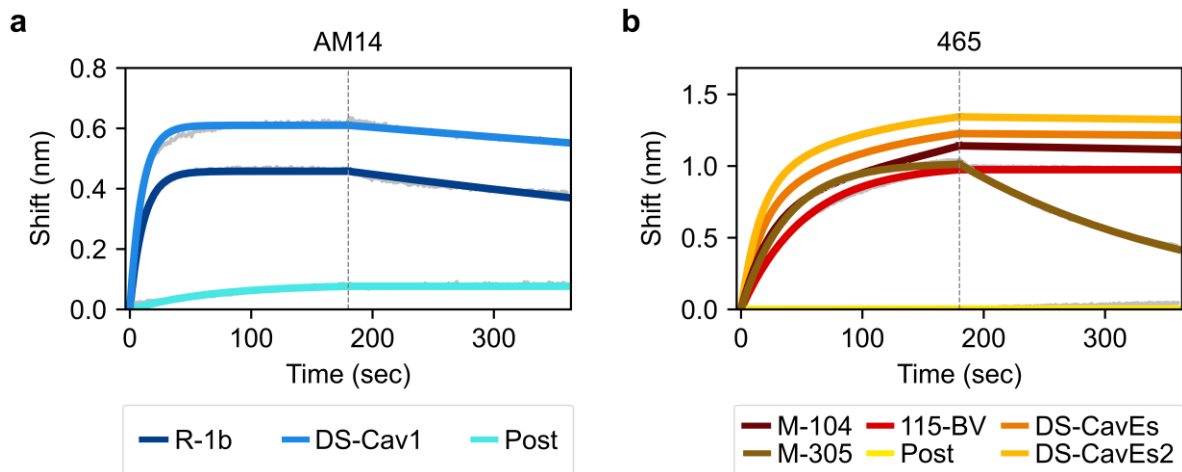 a
AM14
0.8
0.6
0.4
0.2
0.0
Shift (nm)
0
100
200
300
Time (sec)
R-1b
DS-Cav1
Post
b
465
1.5
1.0
0.5
0.0
Shift (nm)
0
100
200
300
Time (sec)
M-104
115-BV
DS-CavEs
M-305
Post
DS-CavEs2